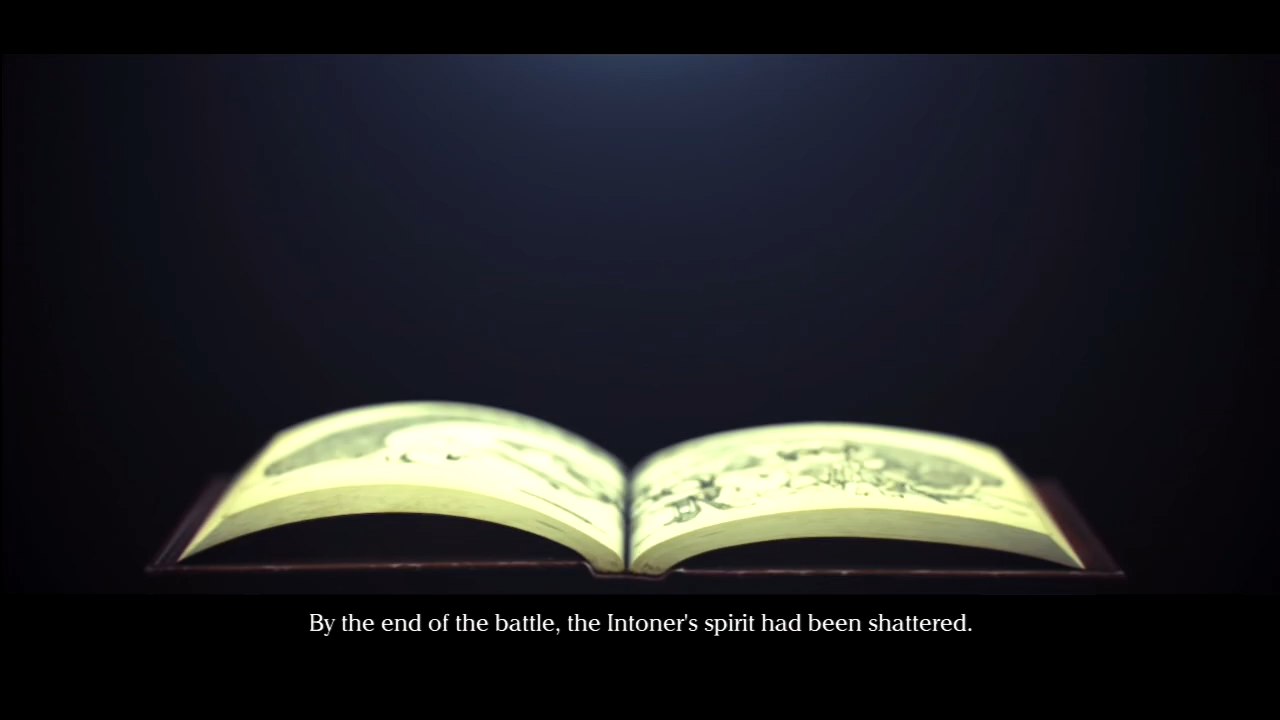 By the end of the battle, the Intoner's spirit had been shattered.